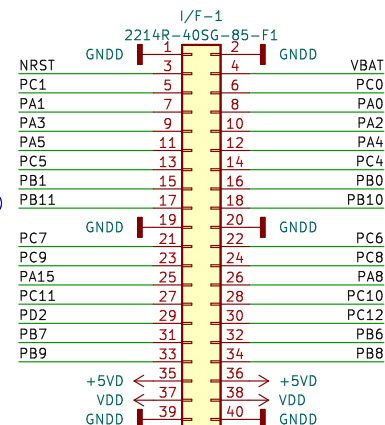 I/F-1
2214R-40SG-85-F1
GNDD 1 2 GNDD
NRST 3 4 VBAT
PC1 5 6 PC0
PA1 7 8 PA0
PA3 9 10 PA2
PA5 11 12 PA4
PC5 13 14 PC4
PB1 15 16 PB0
PB11 17 18 PB10
GNDD 19 20 GNDD
PC7 21 22 PC6
PC9 23 24 PC8
PA15 25 26 PA8
PC11 27 28 PC10
PD2 29 30 PC12
PB7 31 32 PB6
PB9 33 34 PB8
+5VD 35 36 +5VD
VDD 37 38 VDD
GNDD 39 40 GNDD